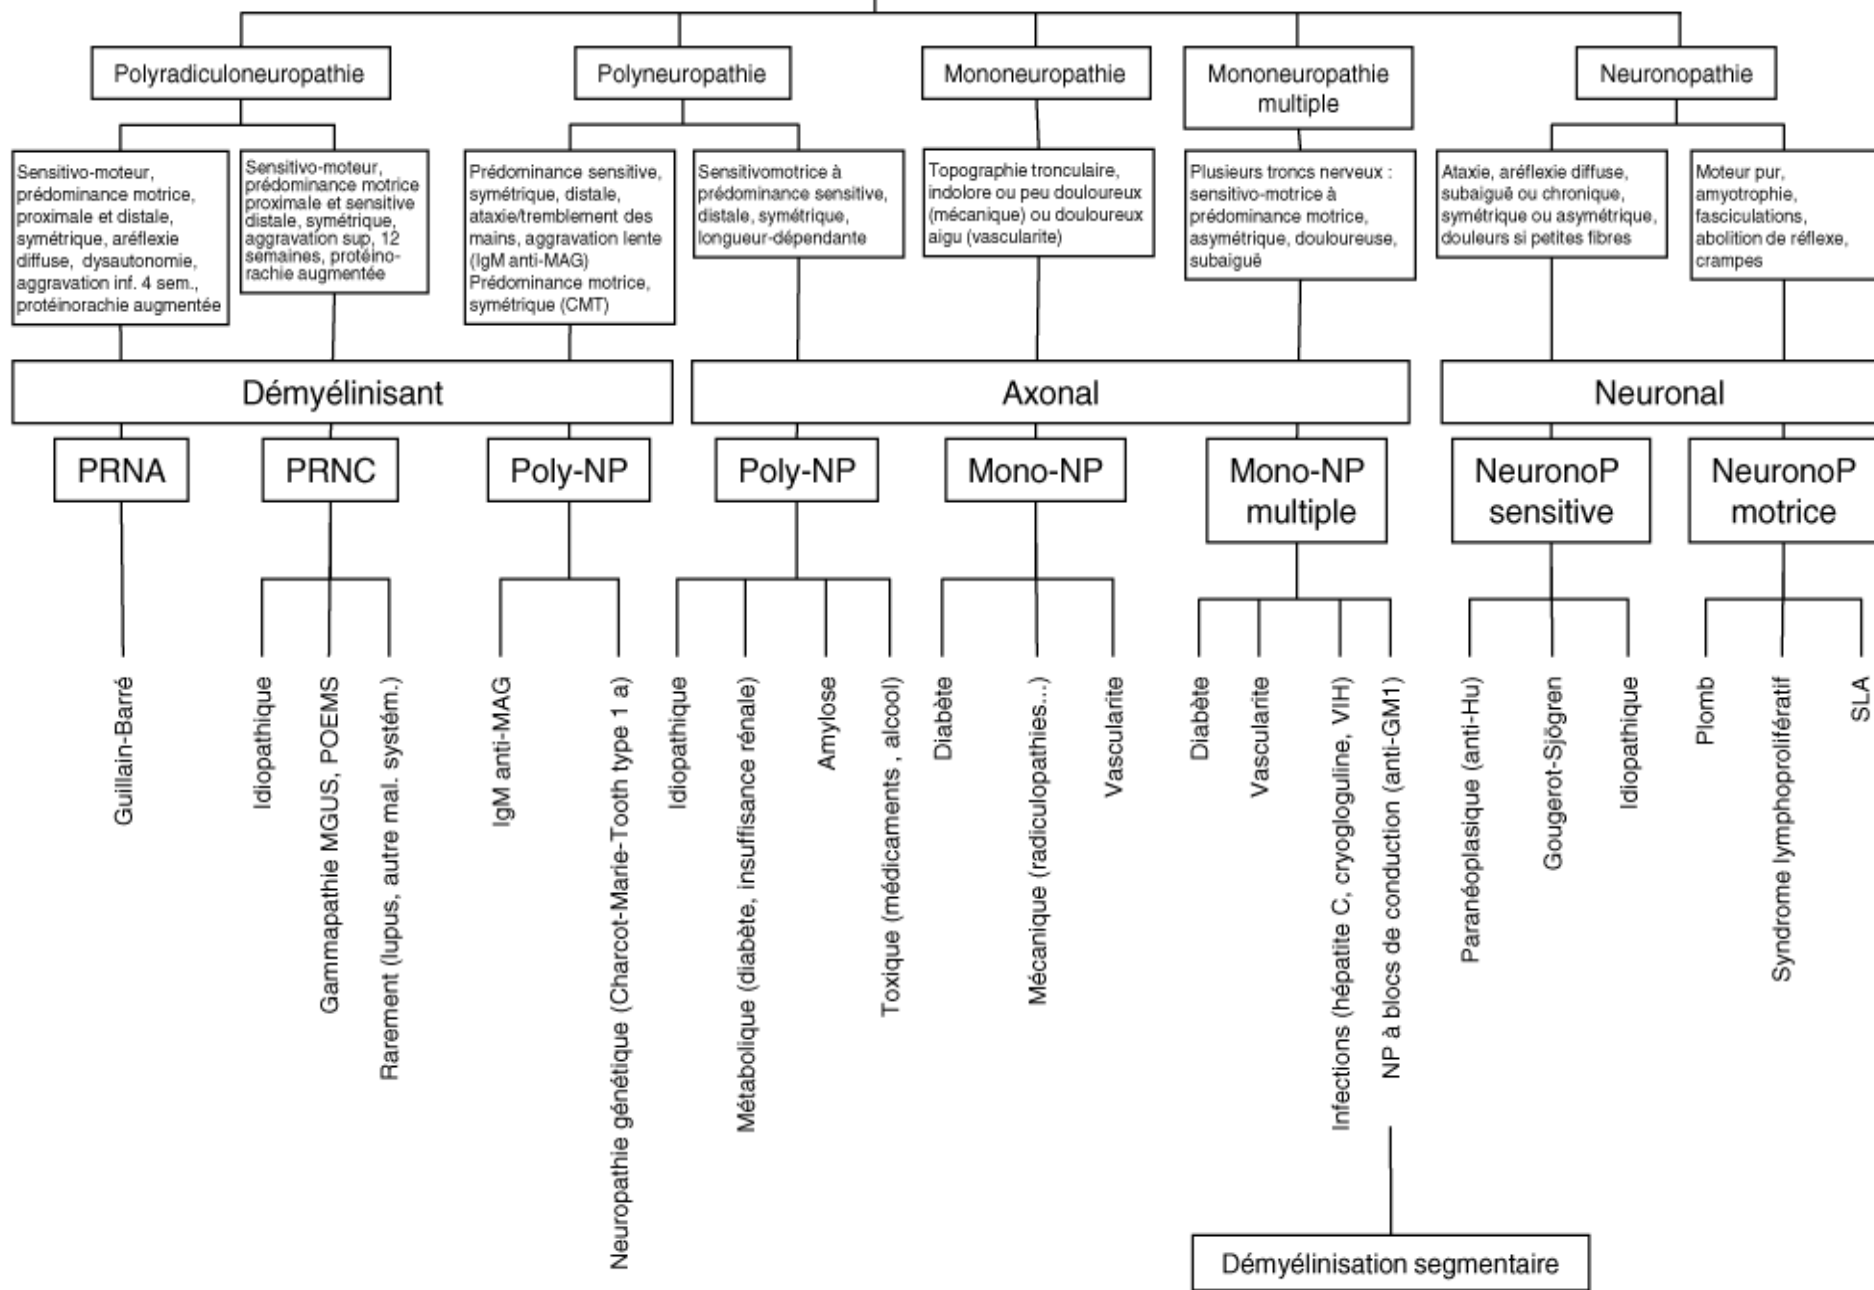 Polyradiculoneuropathie
Polyneuropathie
Mononeuropathie
Mononeuropathie
multiple
Neuronopathie
Sensitivo-moteur,
prédominance motrice,
proximale et distale,
symétrique, aréflexie
diffuse, dysautonomie,
aggravation inf. 4 sem.,
protéinorachie augmentée
Sensitivo-moteur,
prédominance motrice
proximale et sensitive
distale, symétrique,
aggravation sup, 12
semaines, protéino-
rachie augmentée
Prédominance sensitive,
symétrique, distale,
ataxie/tremblement des
mains, aggravation lente
(IgM anti-MAG)
Prédominance motrice,
symétrique (CMT)
Sensitivomotrice à
prédominance sensitive,
distale, symétrique,
longueur-dépendante
Topographie tronculaire,
indolore ou peu douloureux
(mécanique) ou douloureux
aigu (vascularite)
Plusieurs troncs nerveux :
sensitivo-motrice à
prédominance motrice,
asymétrique, douloureuse,
subaiguë
Ataxie, aréflexie diffuse,
subaiguë ou chronique,
symétrique ou asymétrique,
douleurs si petites fibres
Moteur pur,
amyotrophie,
fasciculations,
abolition de réflexe,
crampes
Démyélinisant
Axonal
Neuronal
PRNA
PRNC
Poly-NP
Poly-NP
Mono-NP
Mono-NP
multiple
NeuronoP
sensitive
NeuronoP
motrice
Guillain-Barré
Idiopathique
Gammapathie MGUS, POEMS
Rarement (lupus, autre mal. systém.)
IgM anti-MAG
Neuropathie génétique (Charcot-Marie-Tooth type 1 a)
Idiopathique
Métabolique (diabète, insuffisance rénale)
Amylose
Toxique (médicaments , alcool)
Diabète
Mécanique (radiculopathies...)
Vascularite
Diabète
Vascularite
Infections (hépatite C, cryogloguline, VIH)
NP à blocs de conduction (anti-GM1)
Paranéoplasique (anti-Hu)
Gougerot-Sjögren
Idiopathique
Plomb
Syndrome lymphoprolifératif
SLA
Démyélinisation segmentaire